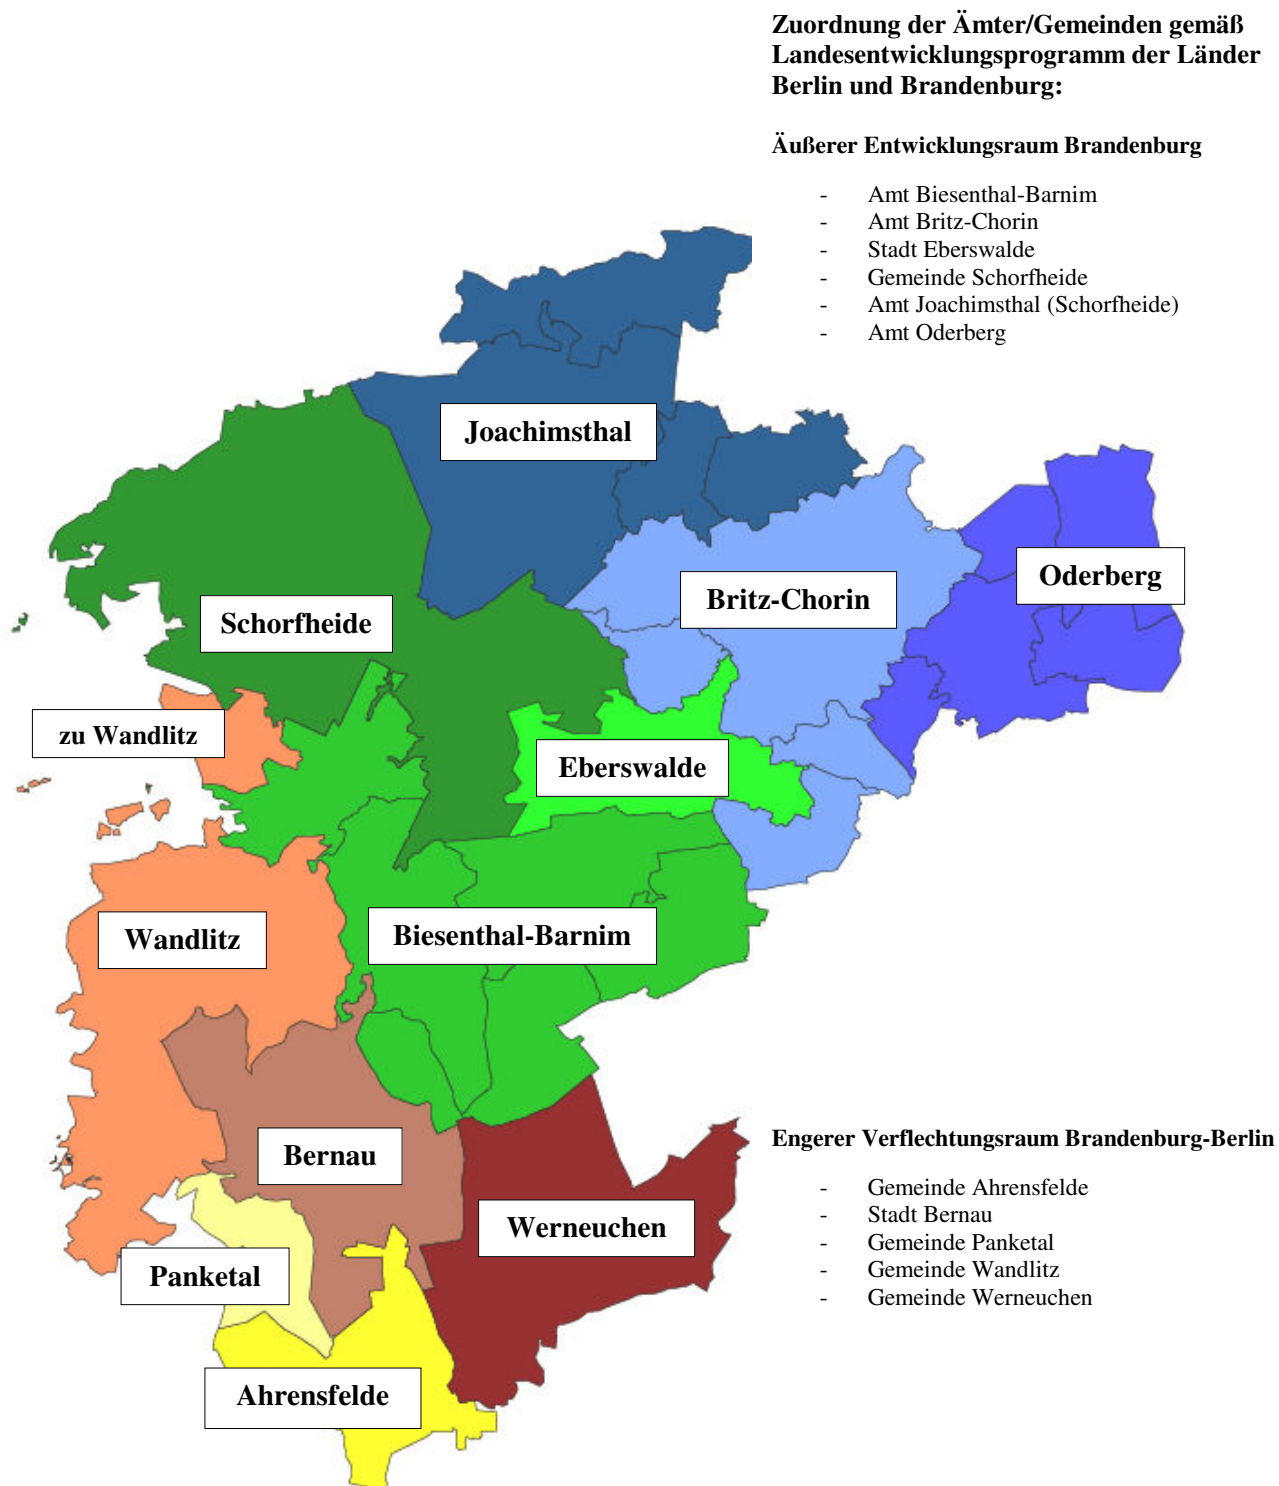 Zuordnung der Ämter/Gemeinden gemäß
Landesentwicklungsprogramm der Länder
Berlin und Brandenburg:
Äußerer Entwicklungsraum Brandenburg
- Amt Biesenthal-Barnim
- Amt Britz-Chorin
- Stadt Eberswalde
- Gemeinde Schorfheide
- Amt Joachimsthal (Schorfheide)
- Amt Oderberg
Joachimsthal
Oderberg
Britz-Chorin
Schorfheide
zu Wandlitz
Eberswalde
Wandlitz
Biesenthal-Barnim
Engerer Verflechtungsraum Brandenburg-Berlin
- Gemeinde Ahrensfelde
- Stadt Bernau
- Gemeinde Panketal
- Gemeinde Wandlitz
- Gemeinde Werneuchen
Bernau
Werneuchen
Panketal
Ahrensfelde